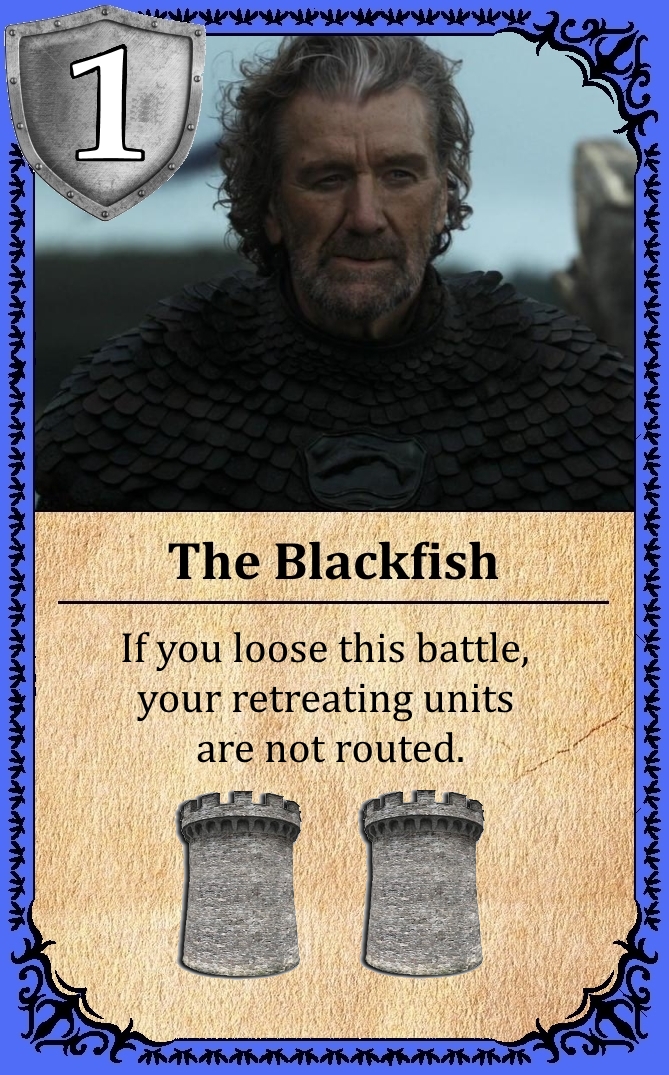 1
The Blackfish
If you loose this battle,
your retreating units
are not routed.